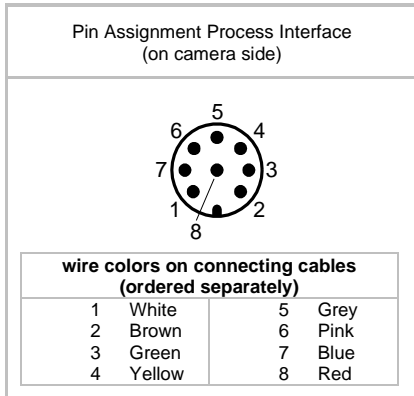 Pin Assignment Process Interface
(on camera side)
5
6 4
7 3
1 2
8
wire colors on connecting cables
(ordered separately)
1 White 5 Grey
2 Brown 6 Pink
3 Green 7 Blue
4 Yellow 8 Red